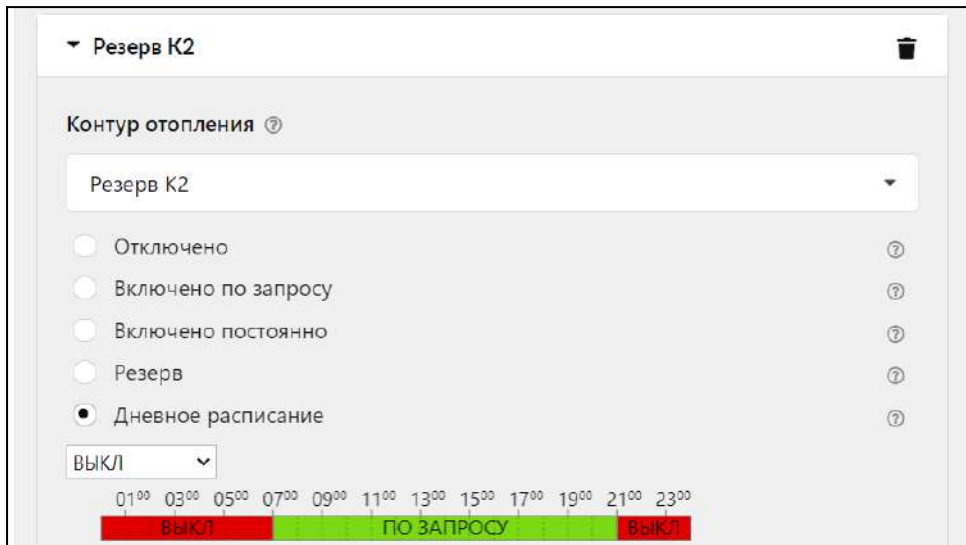 Резерв К2
Контур отопления ?
Резерв К2
Отключено ?
Включено по запросу ?
Включено постоянно ?
Резерв ?
Дневное расписание ?
ВЫКЛ
01⁰⁰ 03⁰⁰ 05⁰⁰ 07⁰⁰ 09⁰⁰ 11⁰⁰ 13⁰⁰ 15⁰⁰ 17⁰⁰ 19⁰⁰ 21⁰⁰ 23⁰⁰
ВЫКЛ ПО ЗАПРОСУ ВЫКЛ